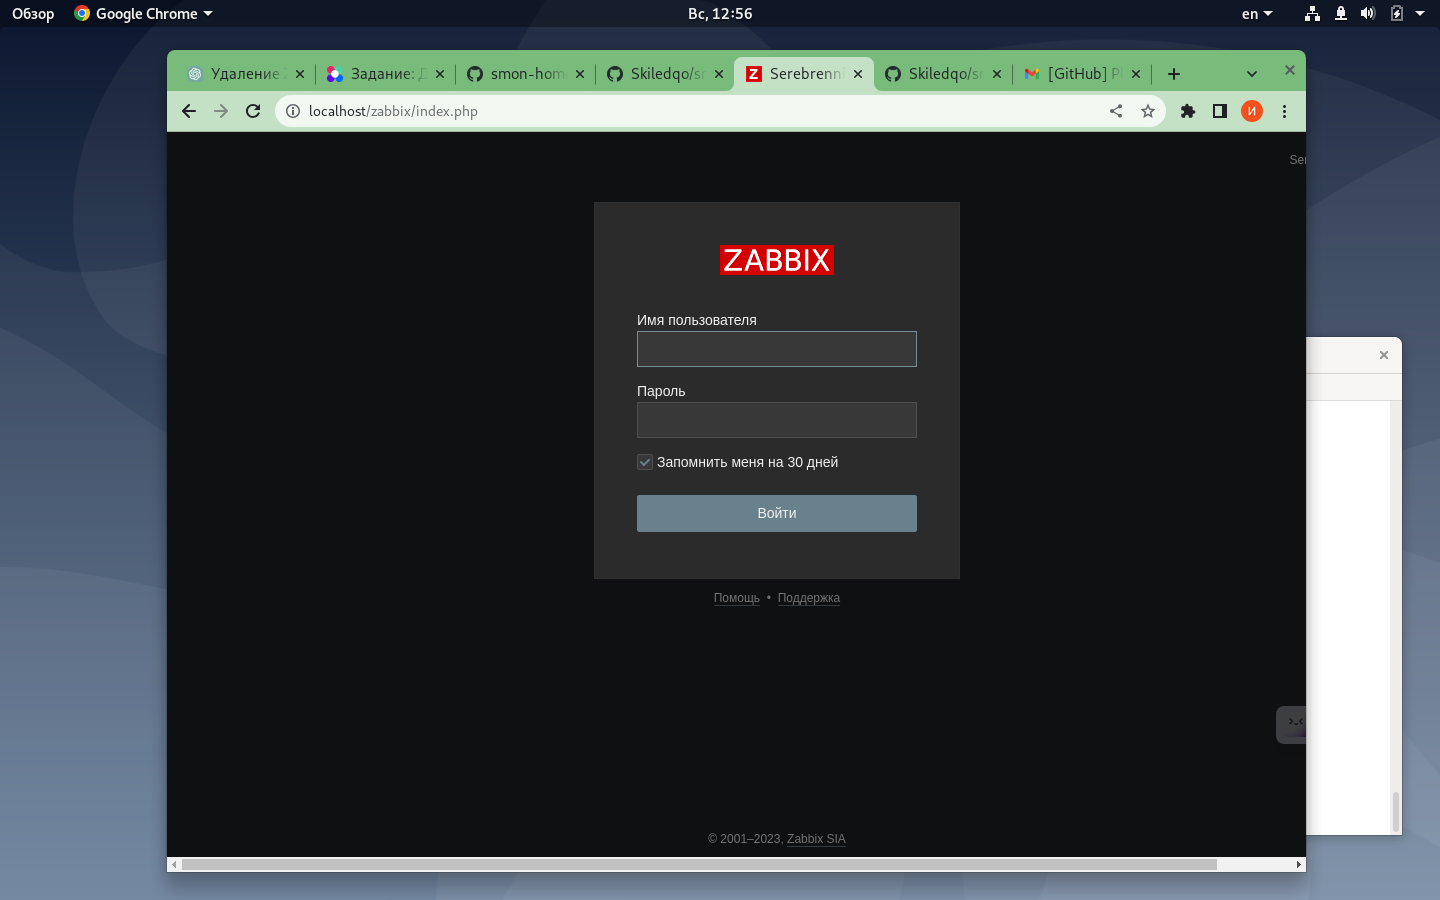 Обзор Google Chrome Вс, 12:56 en
Удаление Задание: smon-hom Skiledqo/s Serebrenn Skiledqo/s [GitHub]
localhost/zabbix/index.php
И
Ser
ZABBIX
Имя пользователя
Пароль
Запомнить меня на 30 дней
Войти
Помощь • Поддержка
© 2001–2023, Zabbix SIA